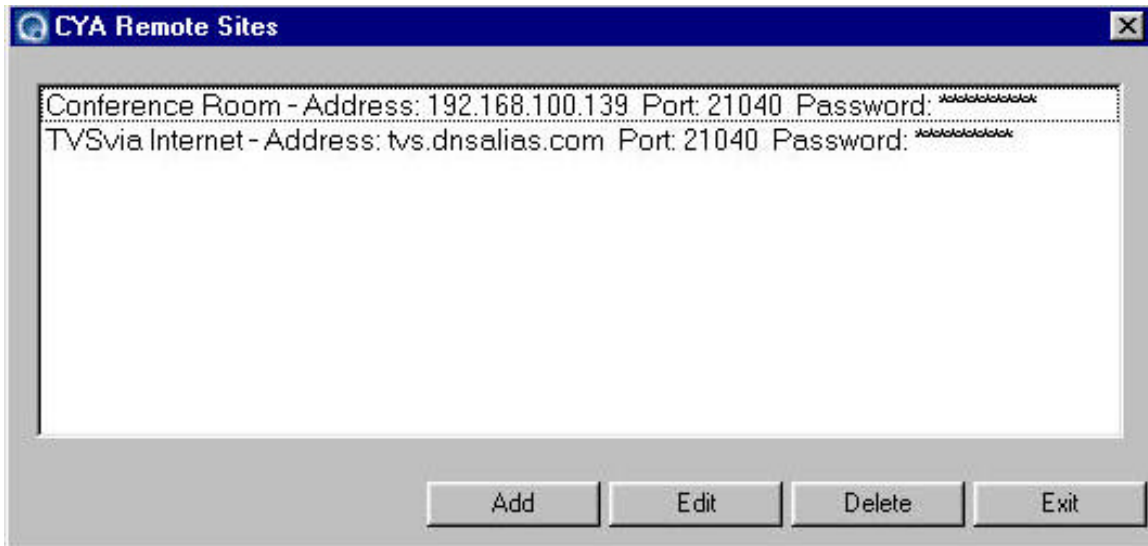 CYA Remote Sites
Conference Room - Address: 192.168.100.139 Port: 21040 Password: **********
TVSvia Internet - Address: tvs.dnsalias.com Port: 21040 Password: **********
Add Edit Delete Exit